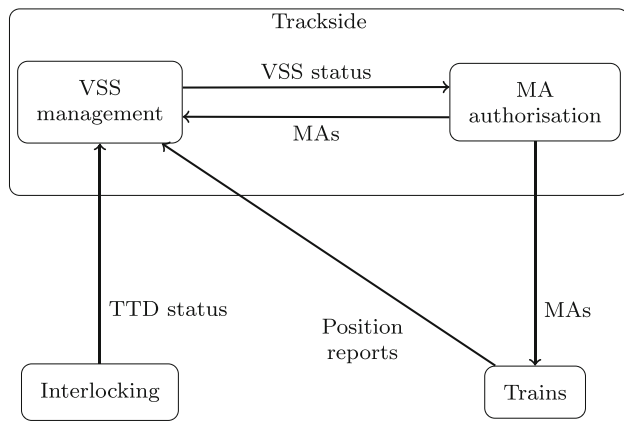 Trackside
VSS
management
VSS status
MA
authorisation
MAs
TTD status
Position
reports
MAs
Interlocking
Trains